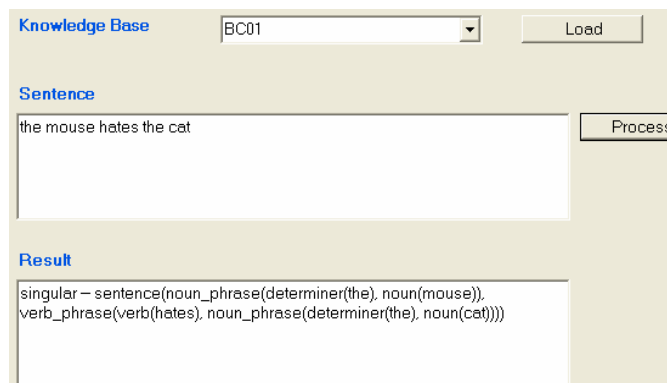 Knowledge Base BC01 Load
Sentence
the mouse hates the cat
Process
Result
singular – sentence(noun_phrase(determiner(the), noun(mouse)),
verb_phrase(verb(hates), noun_phrase(determiner(the), noun(cat))))